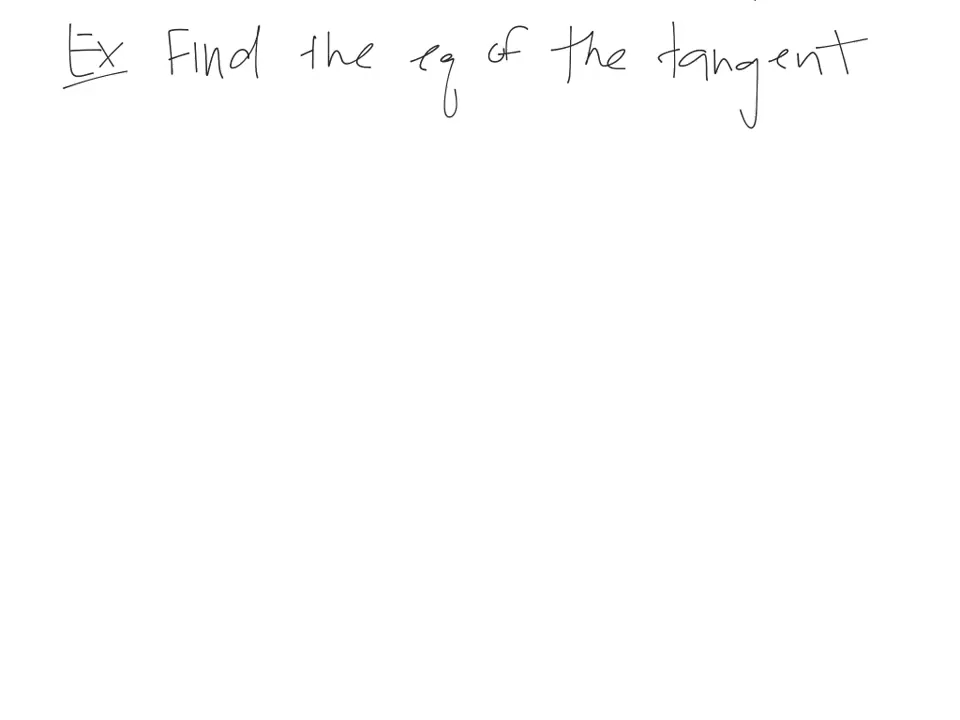 Ex Find the eq of the tangent